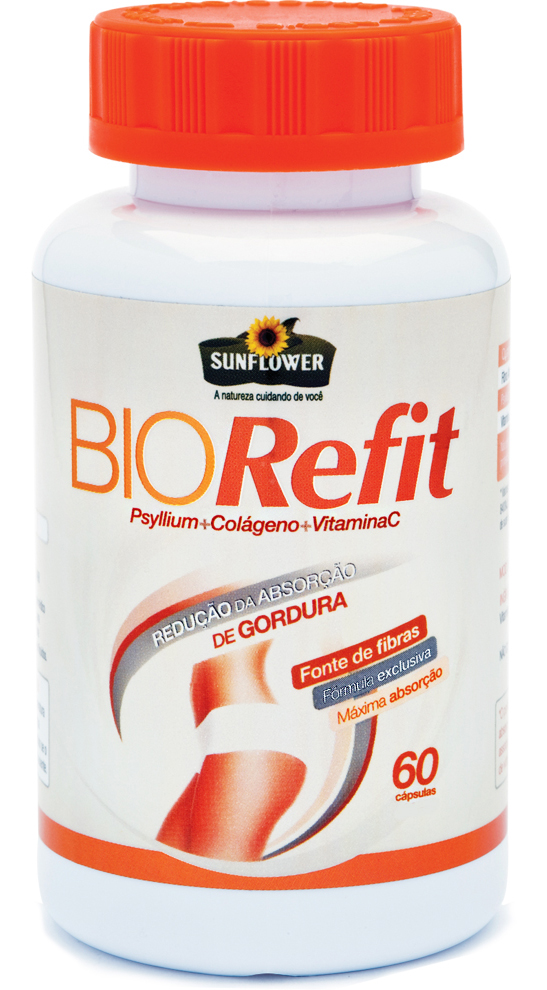 SUNFLOWER
A natureza cuidando de você
BIORefit
Psyllium+Colágeno+VitaminaC
REDUÇÃO DA ABSORÇÃO
DE GORDURA
Fonte de fibras
Fórmula exclusiva
Máxima absorção
60
cápsulas